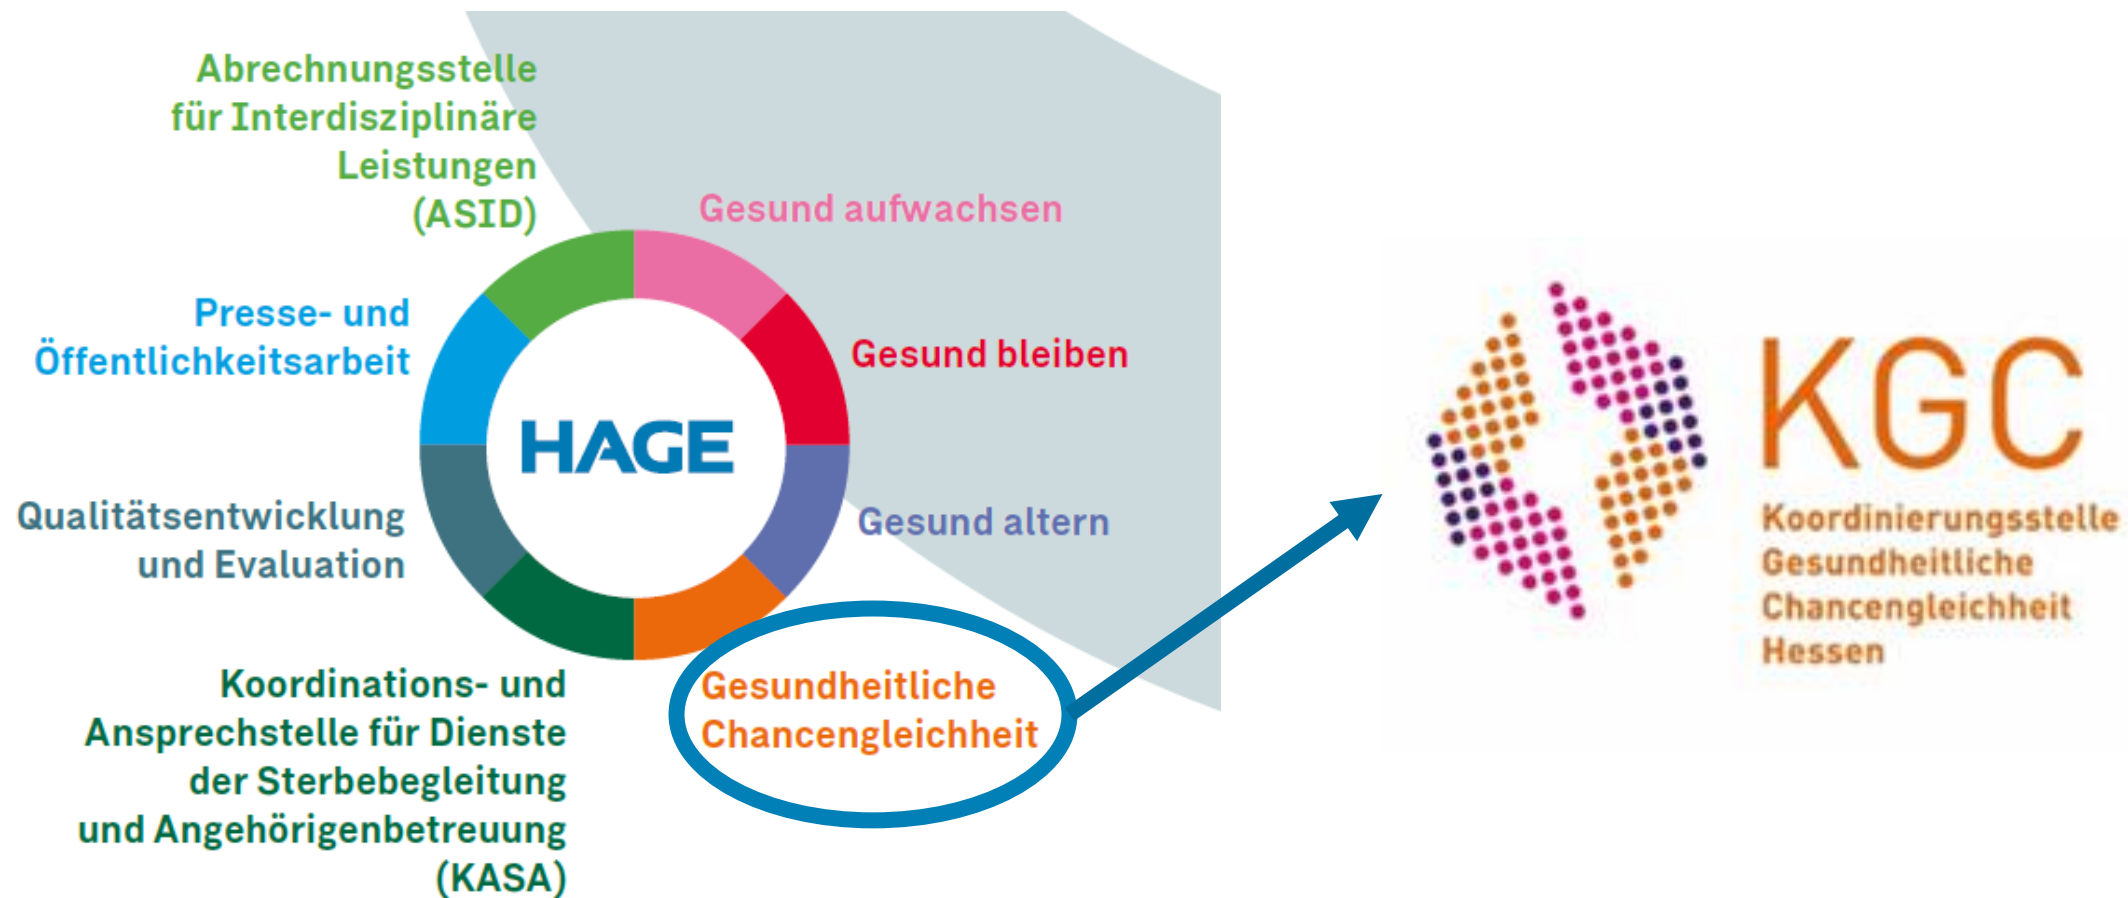 Abrechnungsstelle
für Interdisziplinäre
Leistungen
(ASID)
Gesund aufwachsen
Presse- und
Öffentlichkeitsarbeit
Gesund bleiben
HAGE
Qualitätsentwicklung
und Evaluation
Gesund altern
Koordinations- und
Ansprechstelle für Dienste
der Sterbebegleitung
und Angehörigenbetreuung
(KASA)
Gesundheitliche
Chancengleichheit
KGC
Koordinierungsstelle
Gesundheitliche
Chancengleichheit
Hessen